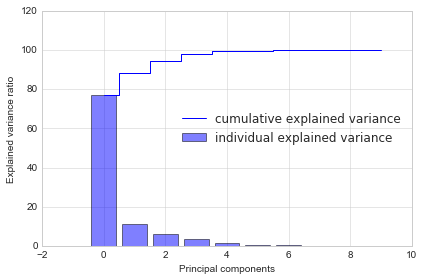 120
100
80
60
40
20
0
Explained variance ratio
cumulative explained variance
individual explained variance
−2 0 2 4 6 8 10
Principal components